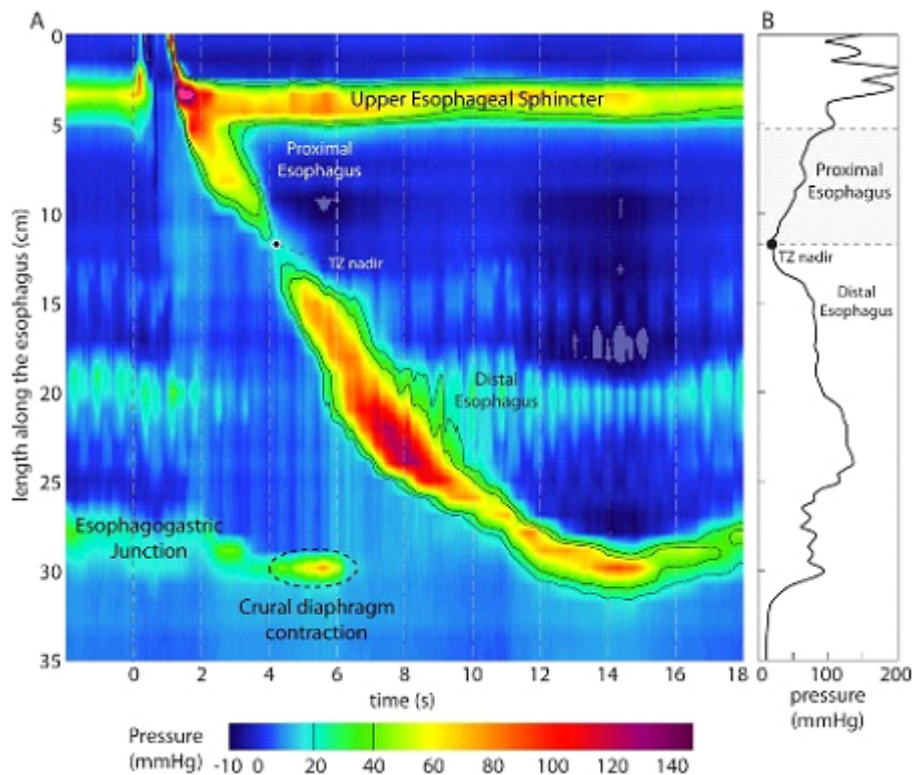 A
B
0
5
10
15
20
25
30
35
length along the esophagus (cm)
Upper Esophageal Sphincter
Proximal
Esophagus
TZ nadir
Distal
Esophagus
Esophagogastric
Junction
Crural diaphragm
contraction
0 2 4 6 8 10 12 14 16 18
time (s)
Proximal
Esophagus
TZ nadir
Distal
Esophagus
0 100 200
pressure
(mmHg)
Pressure
(mmHg)
-10 0 20 40 60 80 100 120 140